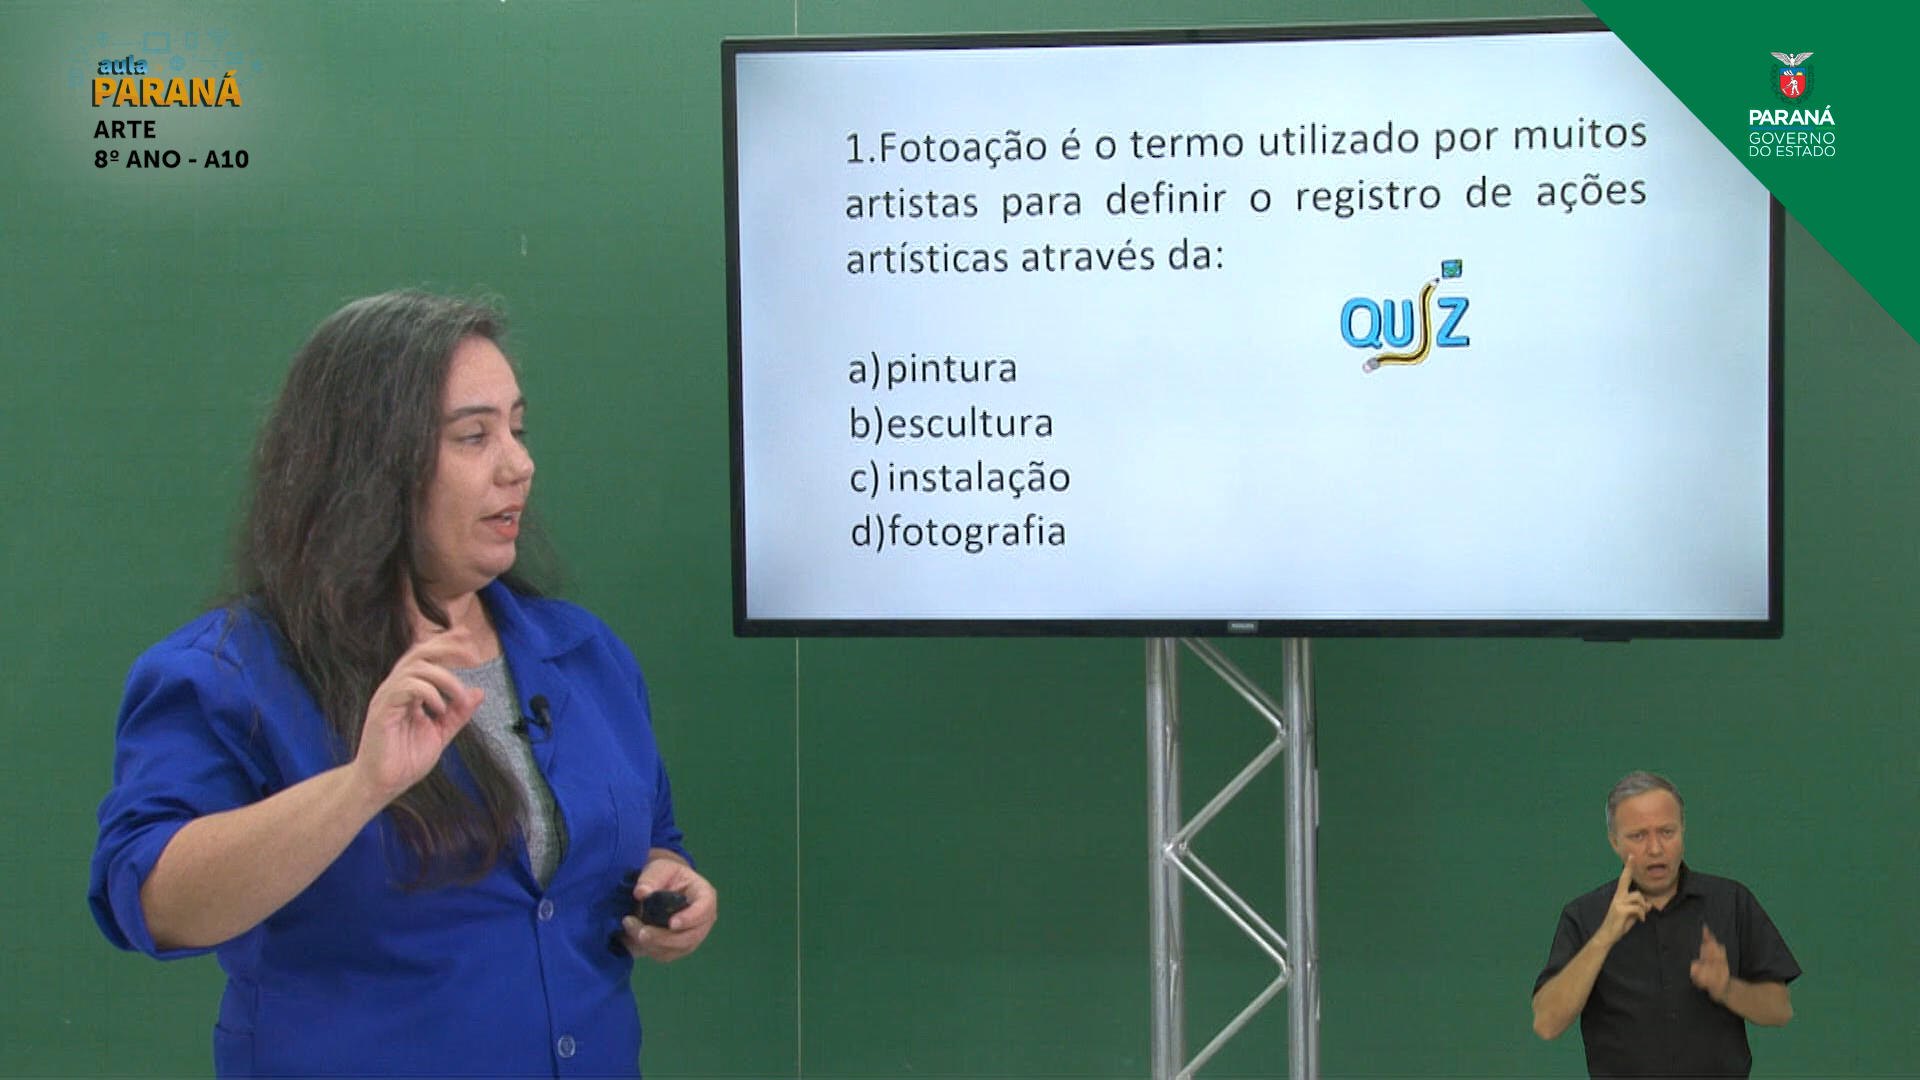 aula
PARANÁ
ARTE
8º ANO - A10
1.Fotoação é o termo utilizado por muitos
artistas para definir o registro de ações
artísticas através da:
QUIZ
a)pintura
b)escultura
c)instalação
d)fotografia
PARANÁ
GOVERNO
DO ESTADO